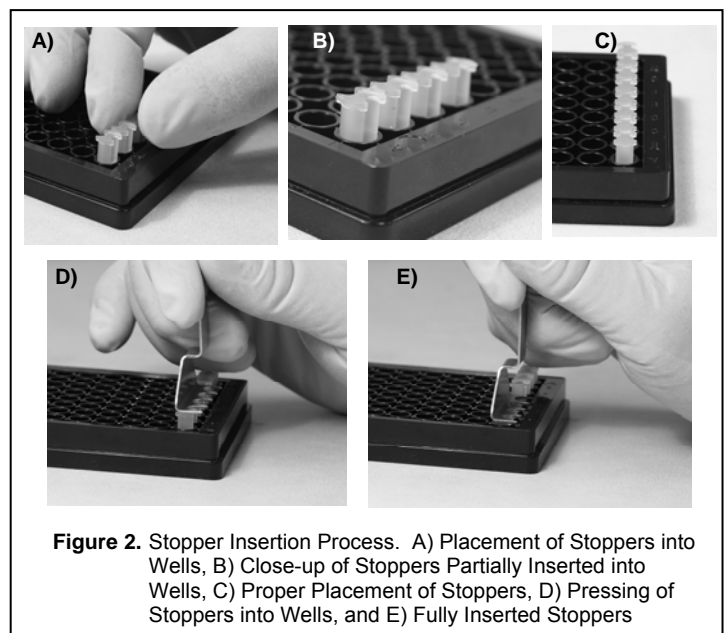 A)
B)
C)
D)
E)
Figure 2. Stopper Insertion Process. A) Placement of Stoppers into
Wells, B) Close-up of Stoppers Partially Inserted into
Wells, C) Proper Placement of Stoppers, D) Pressing of
Stoppers into Wells, and E) Fully Inserted Stoppers